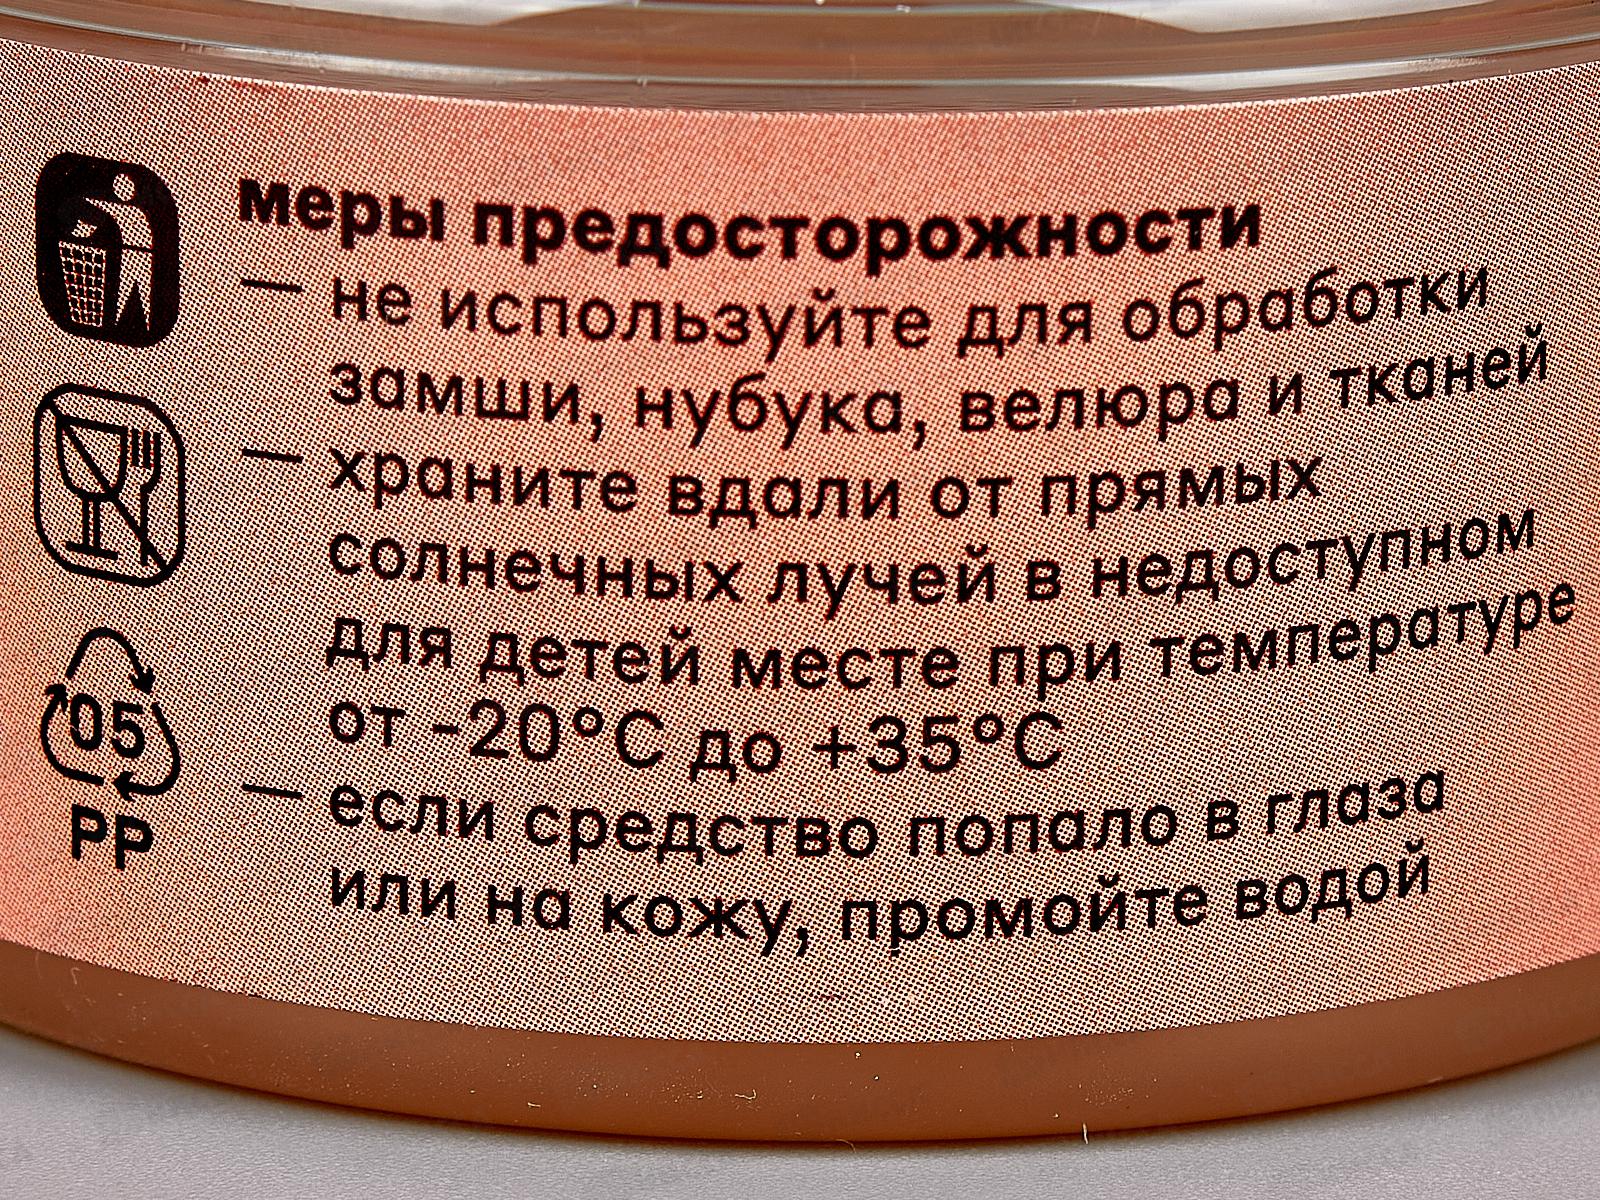 меры предосторожности
— не используйте для обработки
замши, нубука, велюра и тканей
— храните вдали от прямых
солнечных лучей в недоступном
для детей месте при температуре
от -20°C до +35°C
— если средство попало в глаза
или на кожу, промойте водой
05
PP